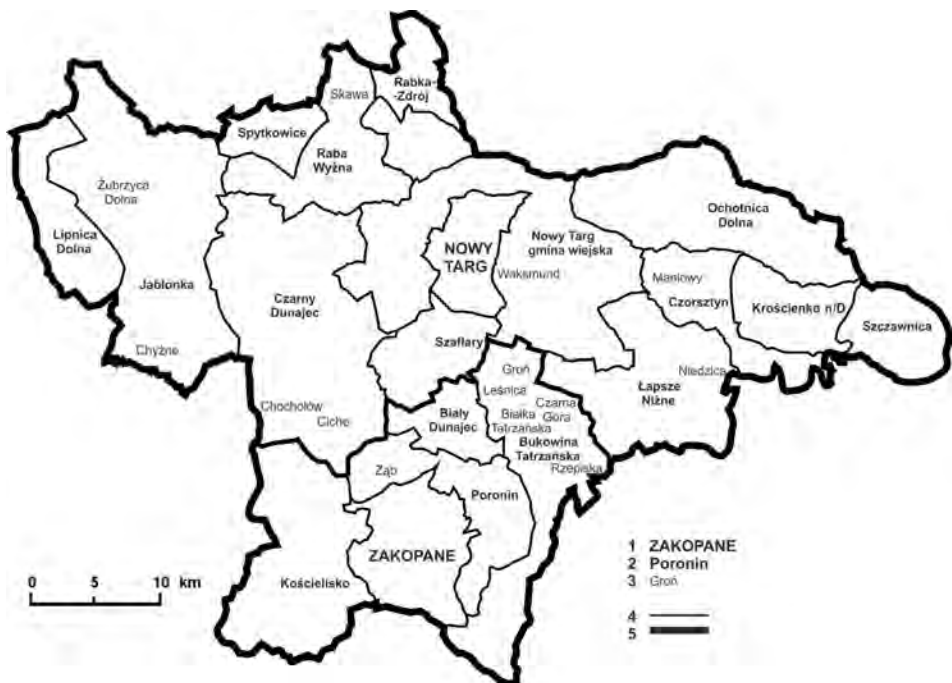 Skawa
Rabka-
-Zdrój
Spytkowice
Raba
Wyżna
Zubrzyca
Dolna
Lipnica
Dolna
Jabłonka
Chyżne
Czarny
Dunajec
NOWY
TARG
Nowy Targ
gmina wiejska
Waksmund
Ochotnica
Dolna
Maniowy
Czorsztyn
Krościenko n/D
Szczawnica
Szaflary
Niedzica
Łapsze
Niżne
Groń
Leśnica
Czarna
Góra
Białka
Tatrzańska
Bukowina
Tatrzańska
Rzepiska
Biały
Dunajec
Chochołów
Ciche
Ząb
Poronin
ZAKOPANE
Kościelisko
0 5 10 km
1 ZAKOPANE
2 Poronin
3 Groń
4
5